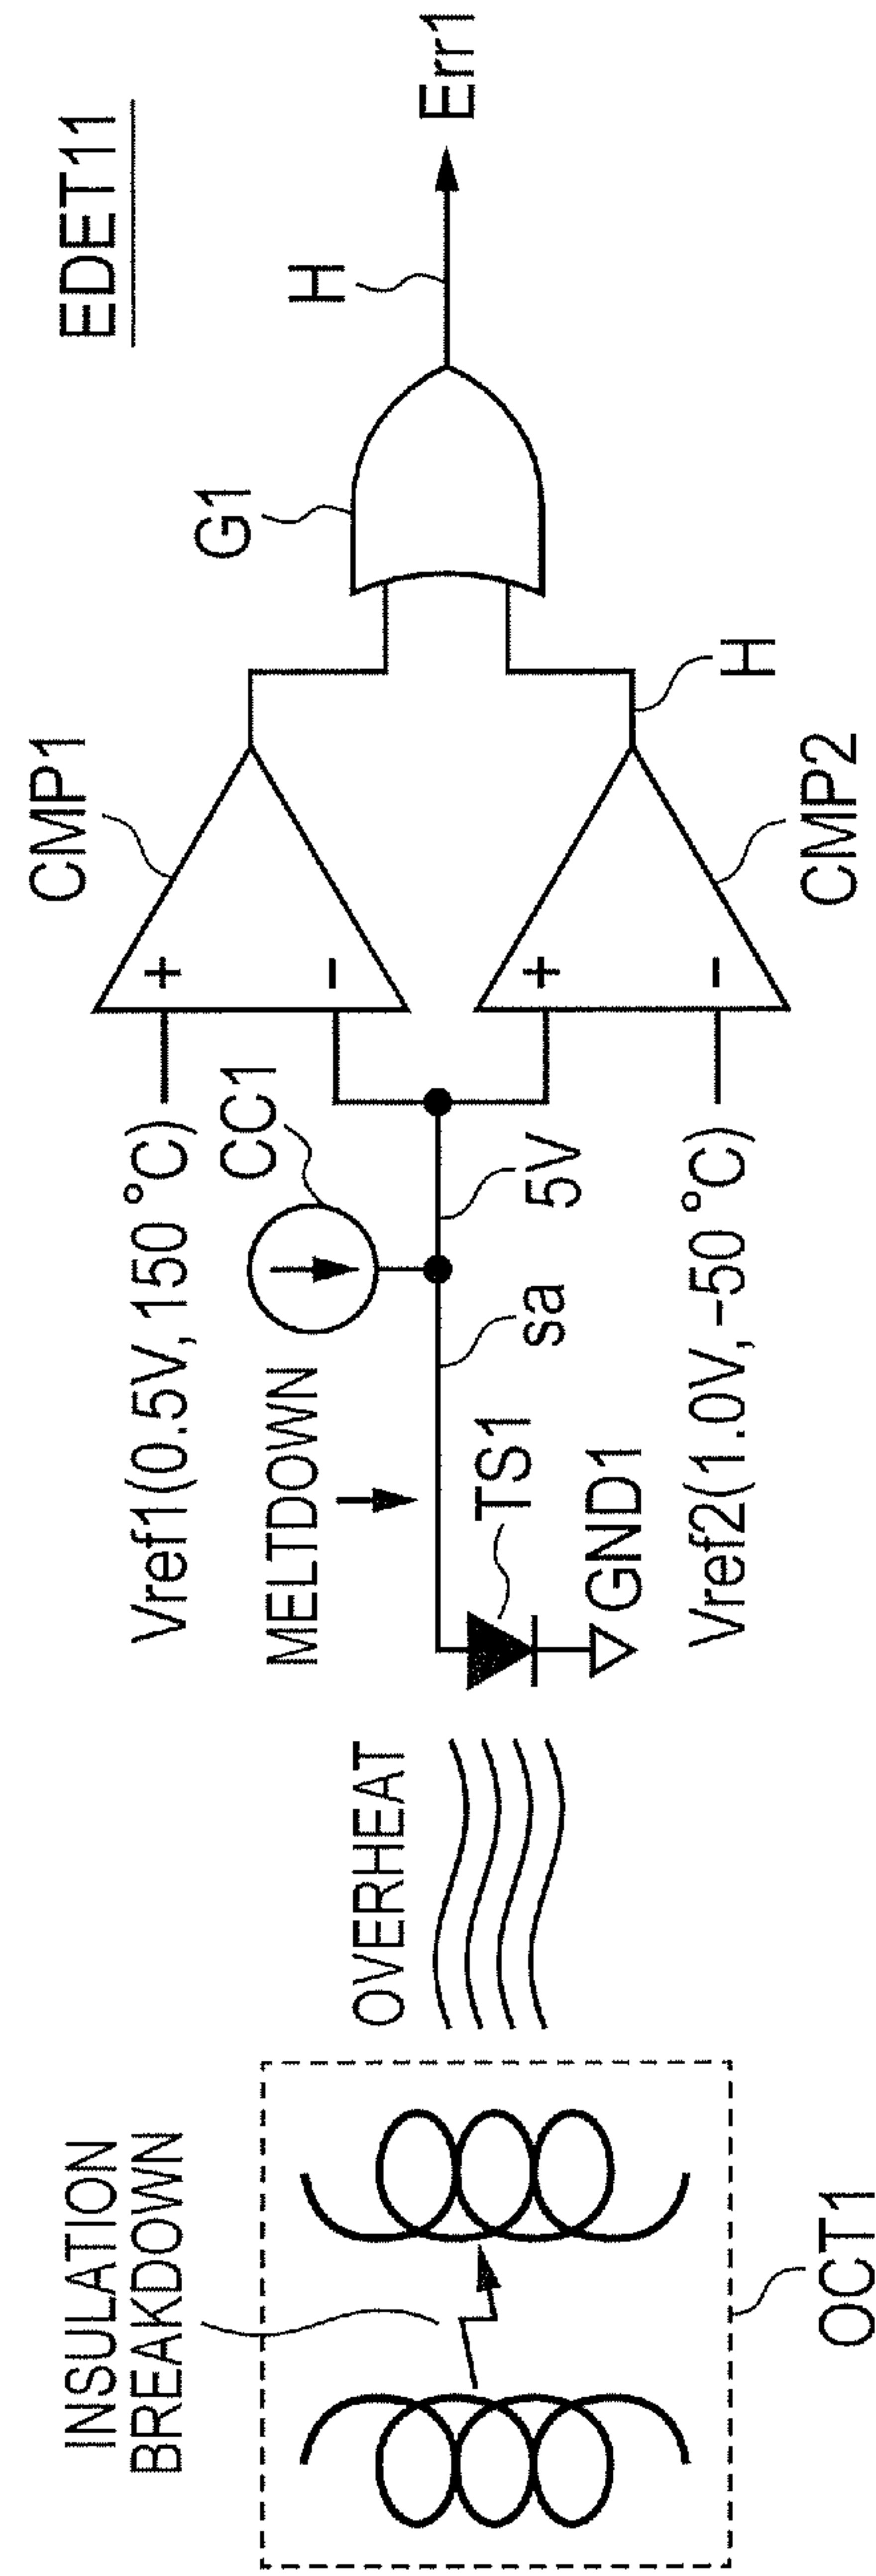 EDET11
INSULATION
BREAKDOWN
OVERHEAT
OCT1
Vref1(0.5V, 150 °C)
MELTDOWN
CC1
sa
5V
TS1
GND1
Vref2(1.0V, −50 °C)
CMP1
+
−
+
−
CMP2
H
G1
H
Err1